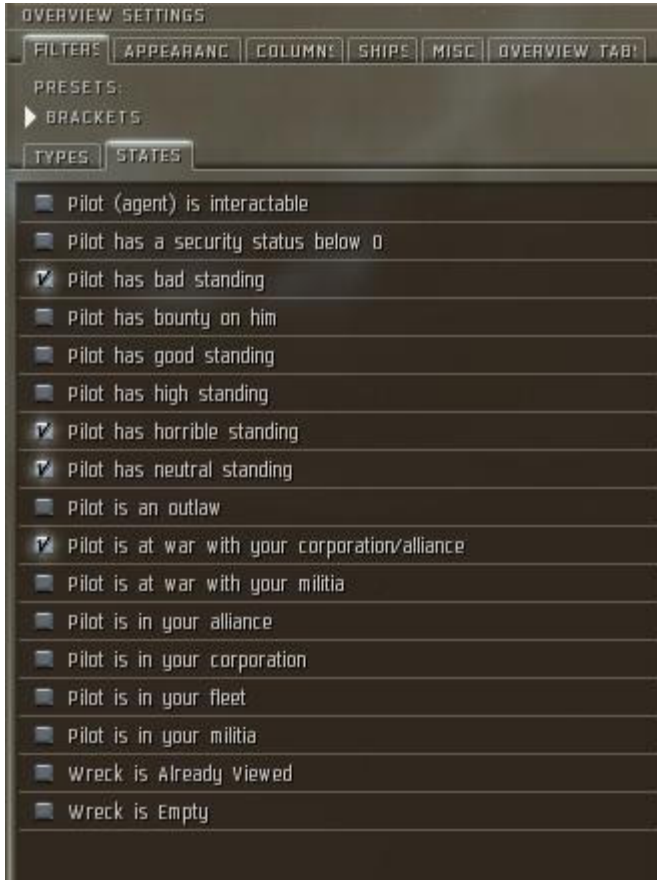 OVERVIEW SETTINGS
FILTERS APPEARANC COLUMNS SHIPS MISC OVERVIEW TABS
PRESETS:
BRACKETS
TYPES STATES
Pilot (agent) is interactable
Pilot has a security status below 0
Pilot has bad standing
Pilot has bounty on him
Pilot has good standing
Pilot has high standing
Pilot has horrible standing
Pilot has neutral standing
Pilot is an outlaw
Pilot is at war with your corporation/alliance
Pilot is at war with your militia
Pilot is in your alliance
Pilot is in your corporation
Pilot is in your fleet
Pilot is in your militia
Wreck is Already Viewed
Wreck is Empty